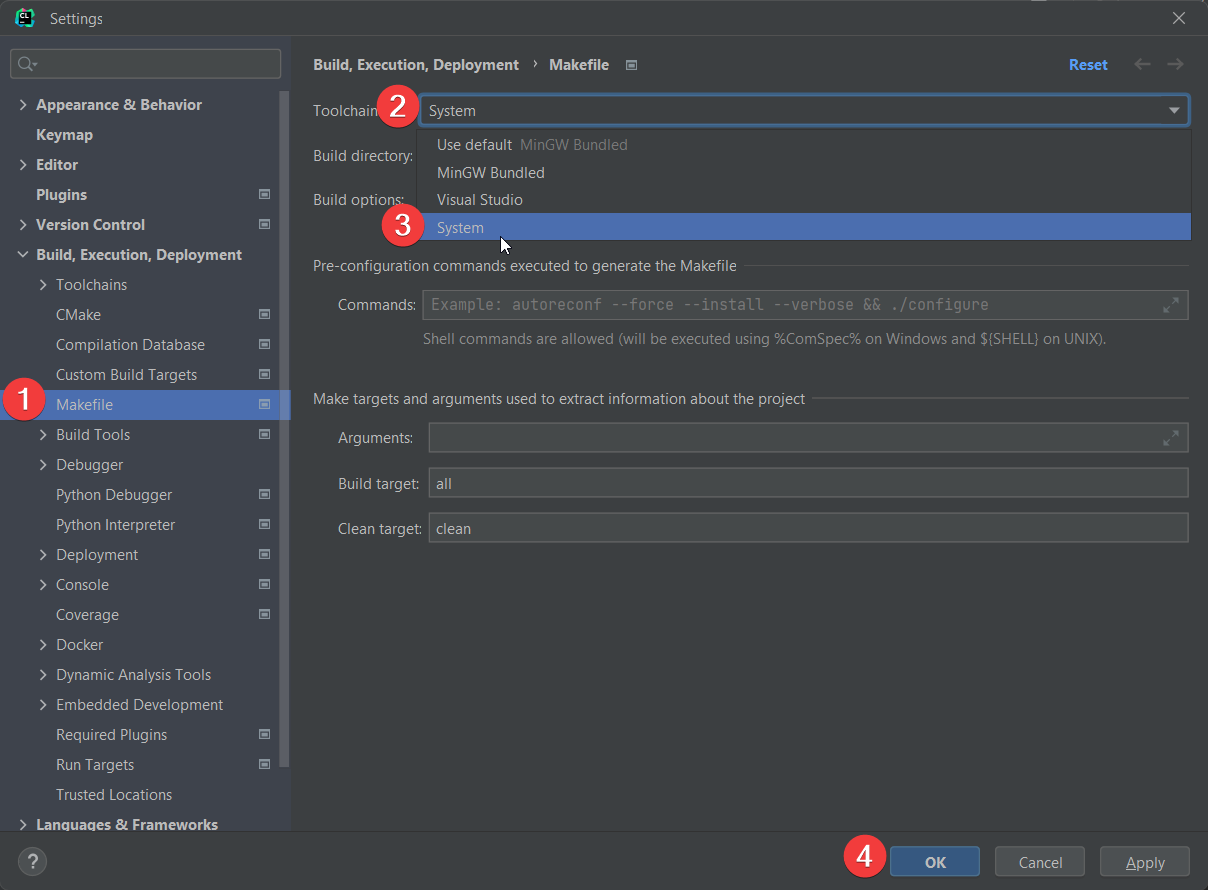 CL
Settings
Appearance & Behavior
Keymap
Editor
Plugins
Version Control
Build, Execution, Deployment
Toolchains
CMake
Compilation Database
Custom Build Targets
1
Makefile
Build Tools
Debugger
Python Debugger
Python Interpreter
Deployment
Console
Coverage
Docker
Dynamic Analysis Tools
Embedded Development
Required Plugins
Run Targets
Trusted Locations
Languages & Frameworks
Build, Execution, Deployment › Makefile
Reset
Toolchain 2 System
Use default MinGW Bundled
Build directory:
MinGW Bundled
Build options:
Visual Studio
3 System
Pre-configuration commands executed to generate the Makefile
Commands: Example: autoreconf --force --install --verbose && ./configure
Shell commands are allowed (will be executed using %ComSpec% on Windows and ${SHELL} on UNIX).
Make targets and arguments used to extract information about the project
Arguments:
Build target: all
Clean target: clean
?
4 OK Cancel Apply